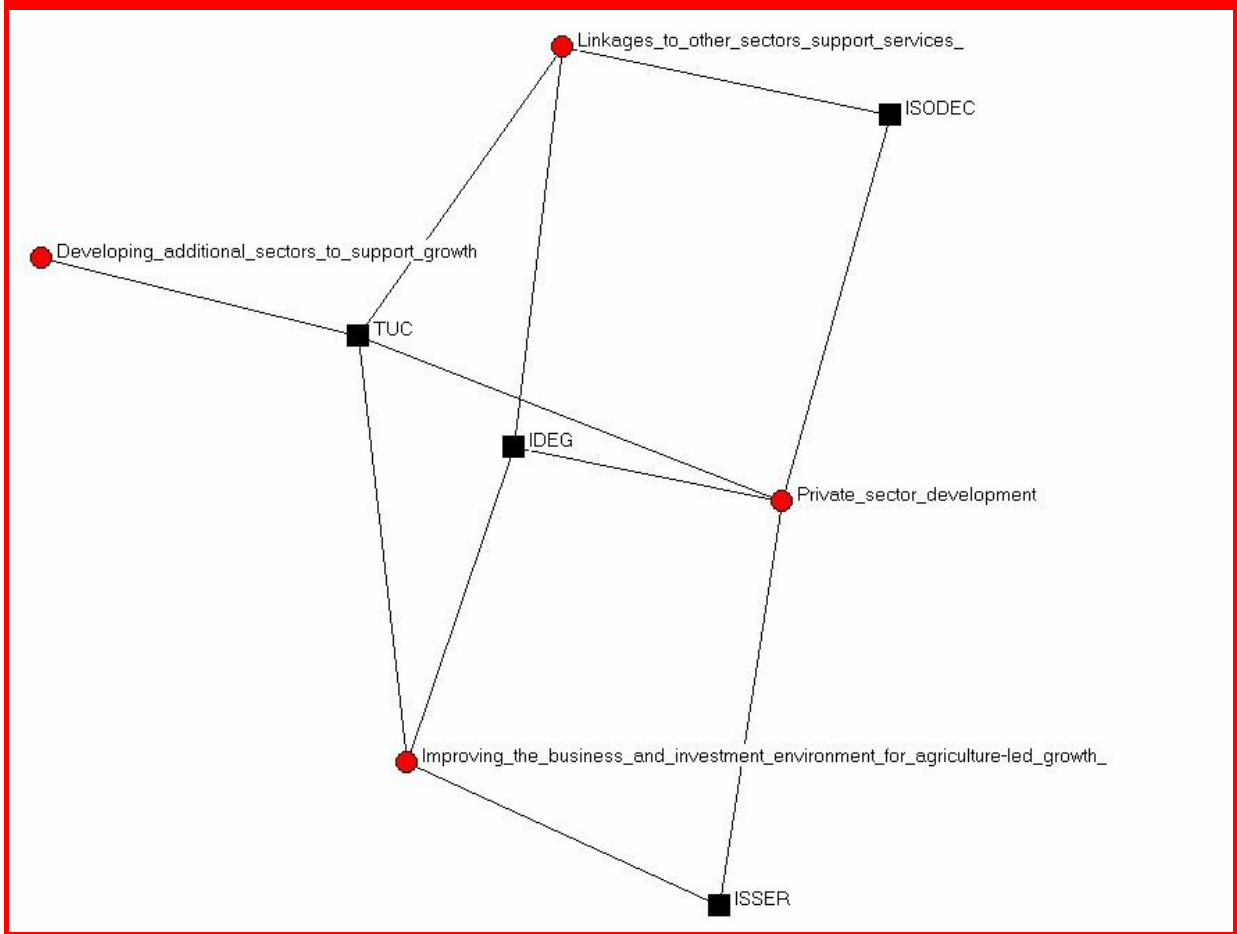 Linkages_to_other_sectors_support_services_
ISODEC
Developing_additional_sectors_to_support_growth
TUC
IDEG
Private_sector_development
Improving_the_business_and_investment_environment_for_agriculture-led_growth_
ISSER